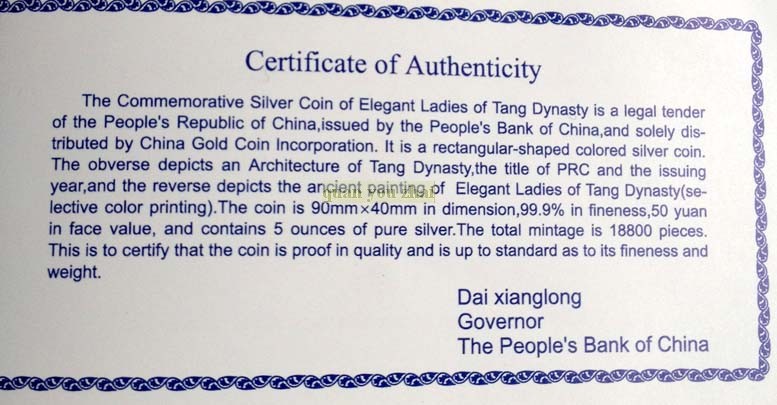 Certificate of Authenticity
The Commemorative Silver Coin of Elegant Ladies of Tang Dynasty is a legal tender
of the People's Republic of China,issued by the People's Bank of China,and solely dis-
tributed by China Gold Coin Incorporation. It is a rectangular-shaped colored silver coin.
The obverse depicts an Architecture of Tang Dynasty,the title of PRC and the issuing
year,and the reverse depicts the ancient painting of Elegant Ladies of Tang Dynasty(se-
quan you zhai
lective color printing).The coin is 90mm×40mm in dimension,99.9% in fineness,50 yuan
in face value, and contains 5 ounces of pure silver.The total mintage is 18800 pieces.
This is to certify that the coin is proof in quality and is up to standard as to its fineness and
weight.
Dai xianglong
Governor
The People's Bank of China